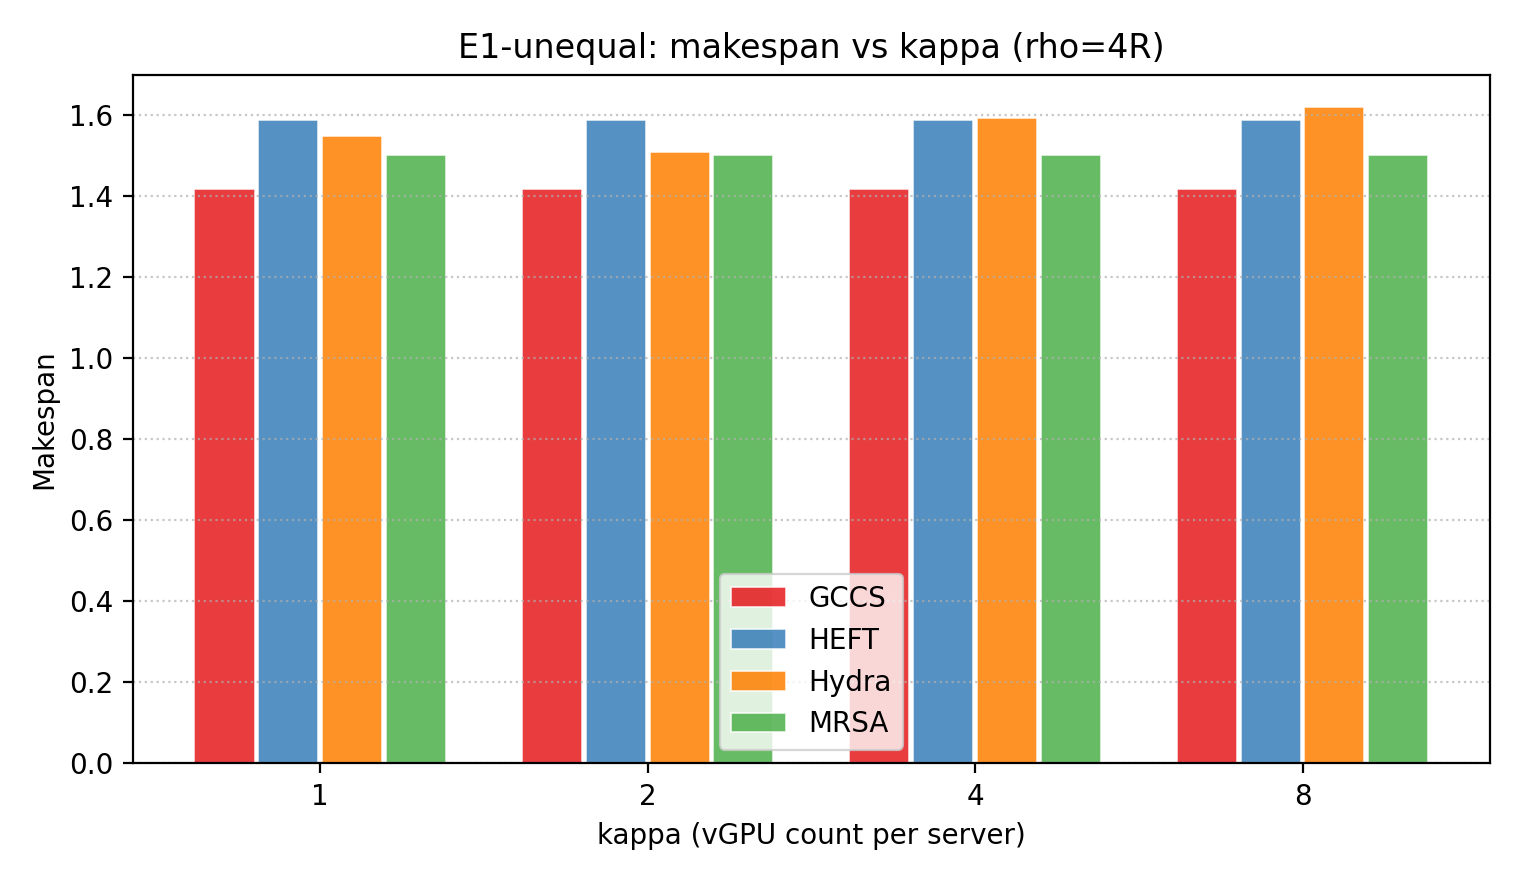 E1-unequal: makespan vs kappa (rho=4R)
Makespan
1.6
1.4
1.2
1.0
0.8
0.6
0.4
0.2
0.0
GCCS
HEFT
Hydra
MRSA
1 2 4 8
kappa (vGPU count per server)